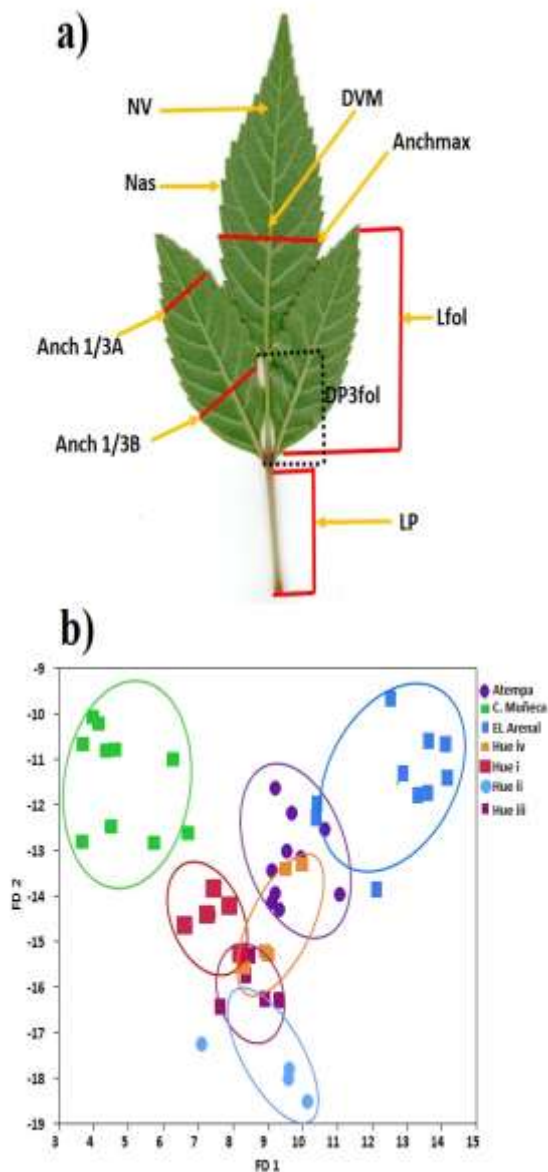 a)
NV
DVM
Anchmax
Nas
Anch 1/3A
Lfol
DP3fol
Anch 1/3B
LP
b)
-9
-10
-11
-12
-13
-14
-15
-16
-17
-18
-19
FD 2
3 4 5 6 7 8 9 10 11 12 13 14 15
FD 1
Atempa
C. Moñeca
EL Arenal
Hue iv
Hue i
Hue ii
Hue iii